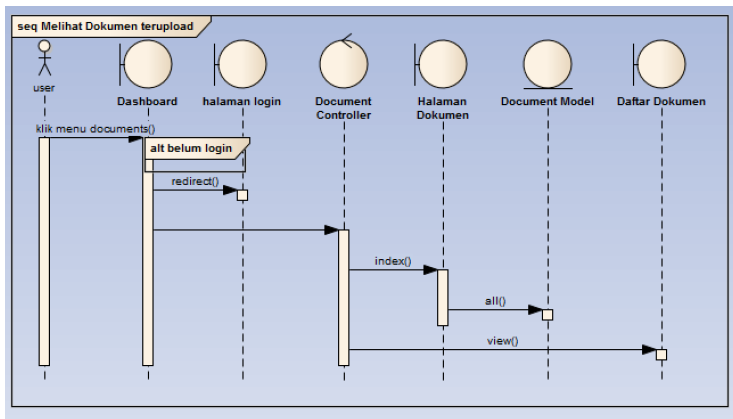 seq Melihat Dokumen terupload
user
Dashboard
halaman login
Document
Controller
Halaman
Dokumen
Document Model
Daftar Dokumen
klik menu documents()
alt belum login
redirect()
index()
all()
view()